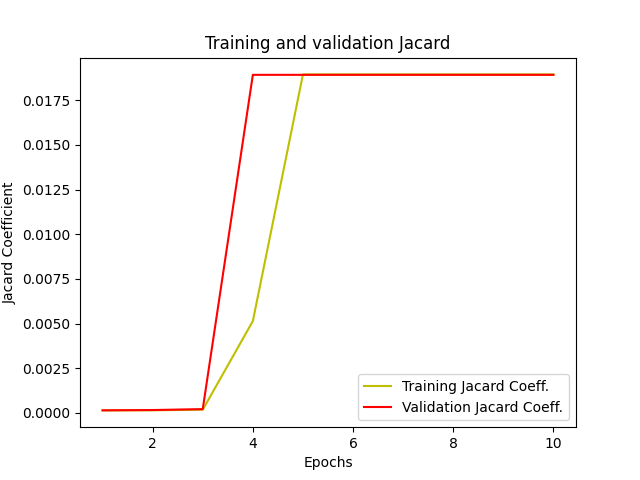 Training and validation Jacard
Jacard Coefficient
0.0175
0.0150
0.0125
0.0100
0.0075
0.0050
0.0025
0.0000
Training Jacard Coeff.
Validation Jacard Coeff.
2 4 6 8 10
Epochs